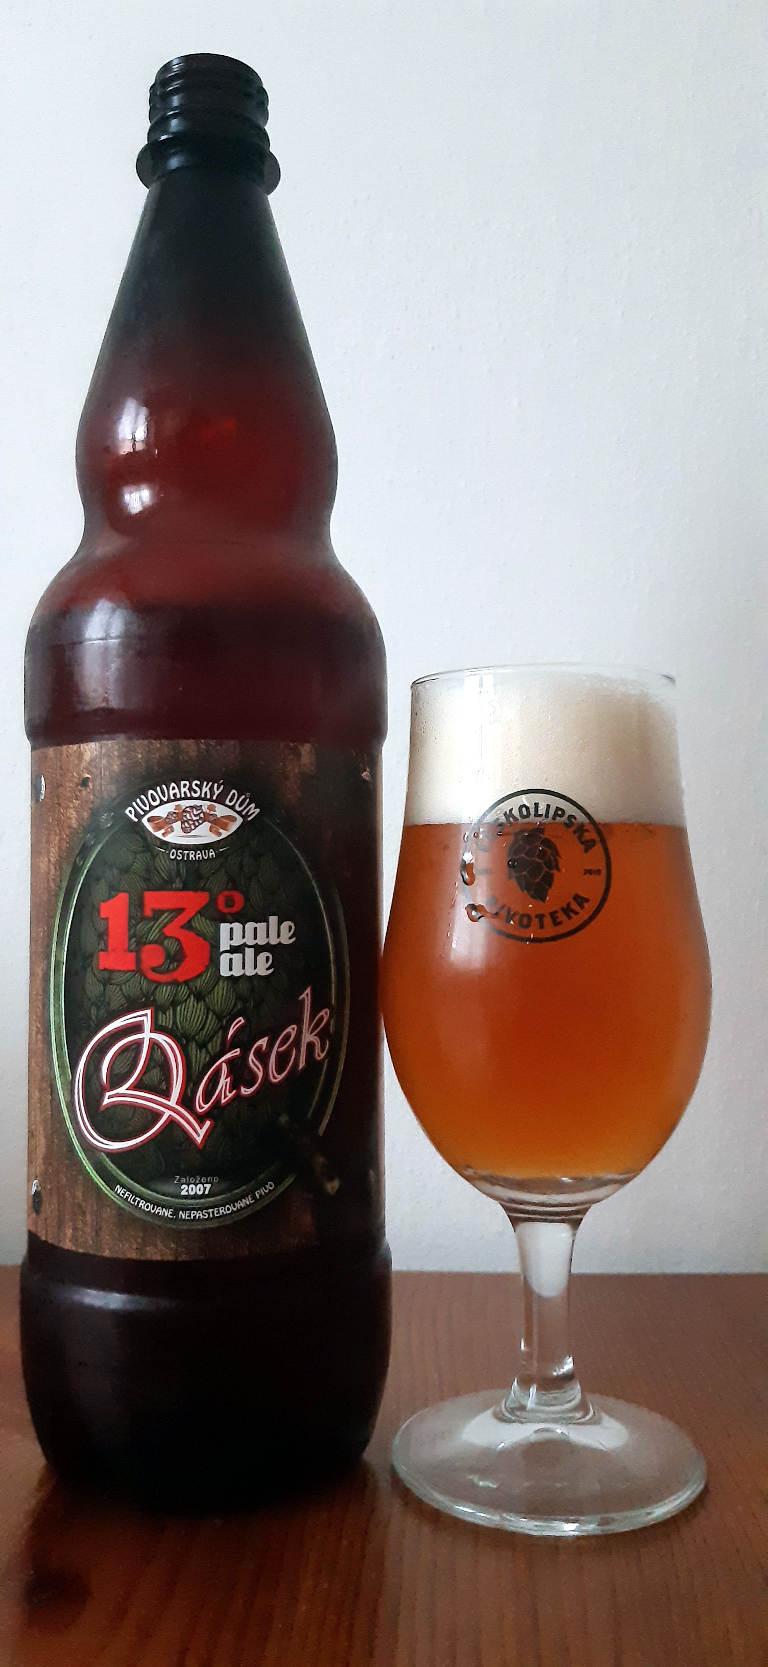 PIVOVARSKÝ DŮM
OSTRAVA
13°
pale
ale
Qásek
Založeno
2007
NEFILTROVANÉ, NEPASTEROVANÉ PIVO
ČESKOLIPSKÁ
PIVOTÉKA